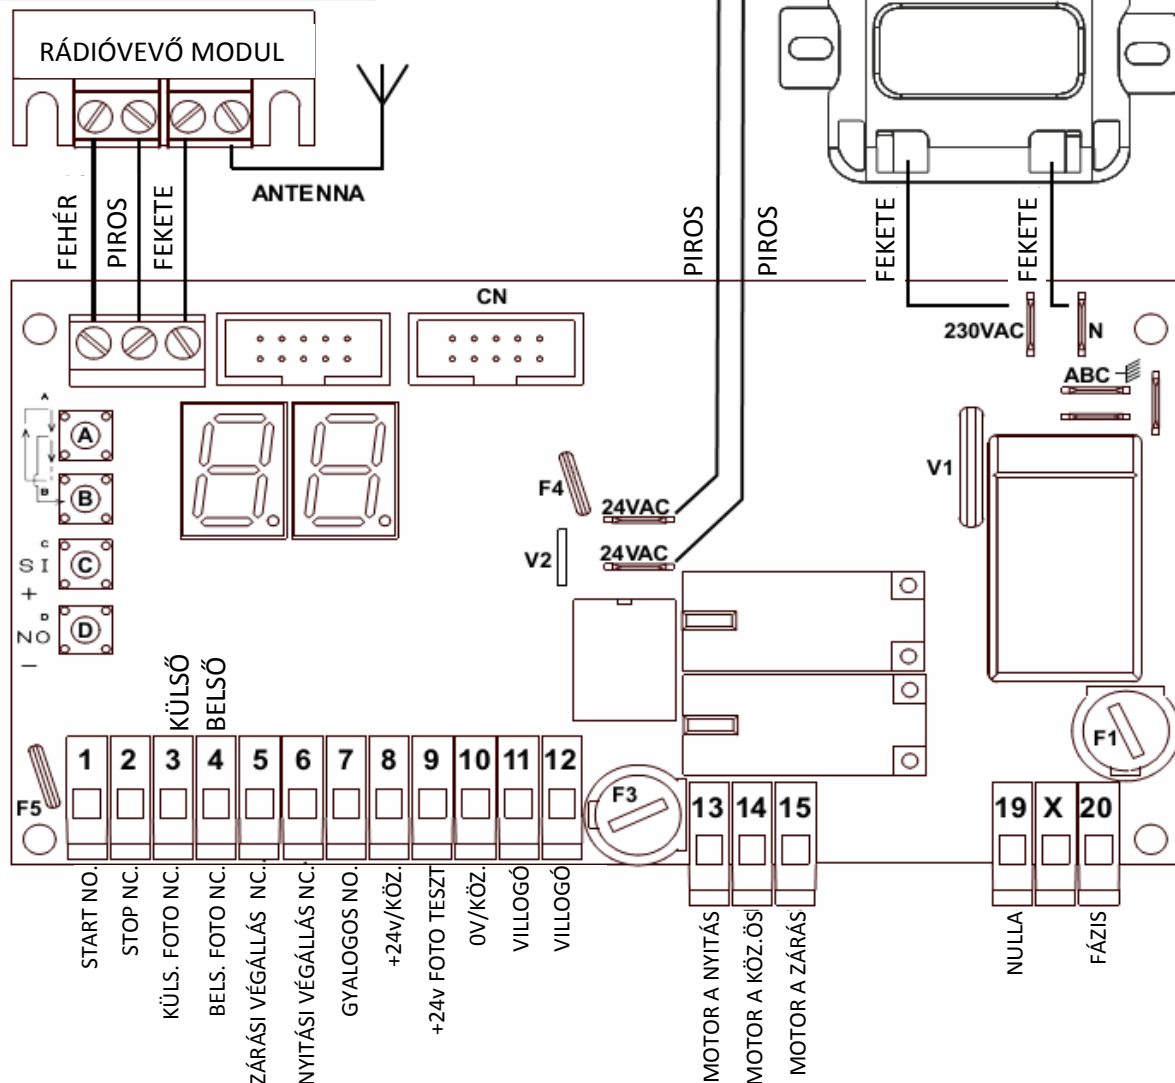 RÁDIÓVEVŐ MODUL
ANTENNA
FEHÉR
PIROS
FEKETE
PIROS
PIROS
FEKETE
FEKETE
CN
230VAC
N
ABC
A
A
B
B
C
SI
C
+
D
NO
D
–
F4
24VAC
V2
24VAC
V1
KÜLSŐ
BELSŐ
F1
F5
1
2
3
4
5
6
7
8
9
10
11
12
F3
13
14
15
19
X
20
START NO.
STOP NC.
KÜLS. FOTO NC.
BELS. FOTO NC.
ZÁRÁSI VÉGÁLLÁS NC.
NYITÁSI VÉGÁLLÁS NC.
GYALOGOS NO.
+24v/KÖZ.
+24v FOTO TESZT
0V/KÖZ.
VILLOGÓ
VILLOGÓ
MOTOR A NYITÁS
MOTOR A KÖZ.ÖS
MOTOR A ZÁRÁS
NULLA
FÁZIS